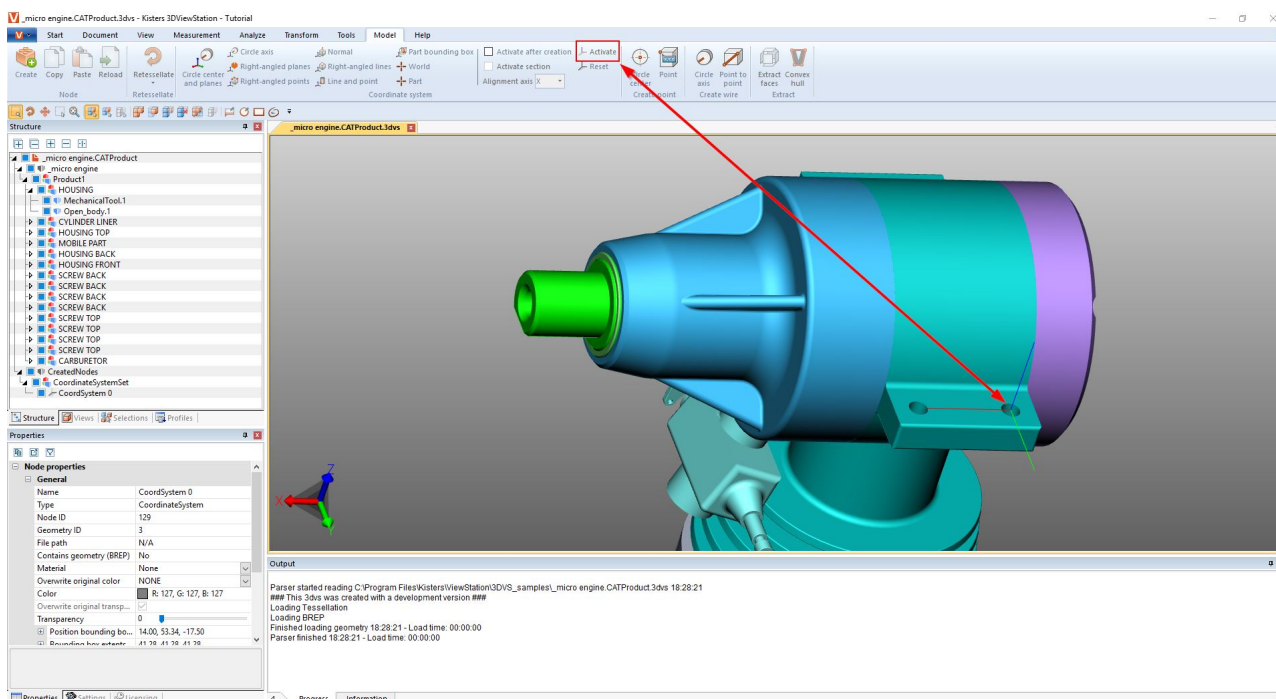 _micro engine.CATProduct.3dvs - Kisters 3DViewStation - Tutorial
Start Document View Measurement Analyze Transform Tools Model Help
Create Copy Paste Reload
Node
Retessellate
Retessellate
Circle center and planes
Circle axis Normal Part bounding box
Right-angled planes Right-angled lines World
Right-angled points Line and point Part
Coordinate system
Activate after creation Activate
Activate section Reset
Alignment axis X
Circle center Point
Create point
Circle axis Point to point
Create wire
Extract faces Convex hull
Extract
Structure
_micro engine.CATProduct.3dvs
_micro engine.CATProduct
_micro engine
Product1
HOUSING
MechanicalTool.1
Open_body.1
CYLINDER LINER
HOUSING TOP
MOBILE PART
HOUSING BACK
HOUSING FRONT
SCREW BACK
SCREW BACK
SCREW BACK
SCREW BACK
SCREW TOP
SCREW TOP
SCREW TOP
SCREW TOP
CARBURETOR
CreatedNodes
CoordinateSystemSet
CoordSystem 0
Structure Views Selections Profiles
Properties
Node properties
General
Name CoordSystem 0
Type CoordinateSystem
Node ID 129
Geometry ID 3
File path N/A
Contains geometry (BREP) No
Material None
Overwrite original color NONE
Color R: 127, G: 127, B: 127
Overwrite original transp...
Transparency 0
Position bounding bo... 14.00, 53.34, -17.50
Bounding box extents 41.28, 41.28, 41.28
Properties Settings Licensing
Z
X
Y
Output
Parser started reading C:\Program Files\Kisters\ViewStation\3DVS_samples\_micro engine.CATProduct.3dvs 18:28:21
### This 3dvs was created with a development version ###
Loading Tessellation
Loading BREP
Finished loading geometry 18:28:21 - Load time: 00:00:00
Parser finished 18:28:21 - Load time: 00:00:00
Progress Information